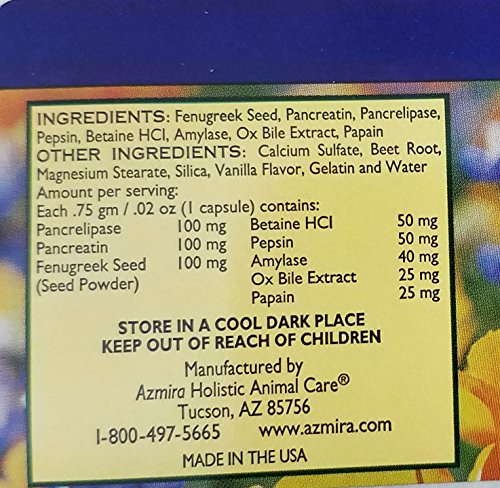 INGREDIENTS: Fenugreek Seed, Pancreatin, Pancrelipase,
Pepsin, Betaine HCl, Amylase, Ox Bile Extract, Papain
OTHER INGREDIENTS: Calcium Sulfate, Beet Root,
Magnesium Stearate, Silica, Vanilla Flavor, Gelatin and Water
Amount per serving:
Each .75 gm / .02 oz (1 capsule) contains:
Pancrelipase 100 mg
Pancreatin 100 mg
Fenugreek Seed 100 mg
(Seed Powder)
Betaine HCl 50 mg
Pepsin 50 mg
Amylase 40 mg
Ox Bile Extract 25 mg
Papain 25 mg
STORE IN A COOL DARK PLACE
KEEP OUT OF REACH OF CHILDREN
Manufactured by
Azmira Holistic Animal Care®
Tucson, AZ 85756
1-800-497-5665 www.azmira.com
MADE IN THE USA